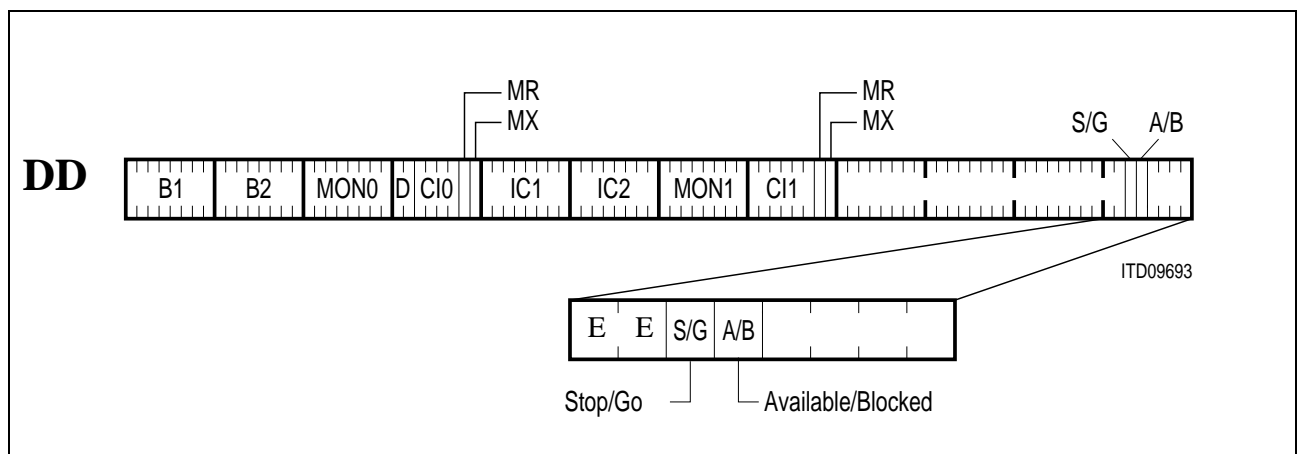 MR MR
MX MX S/G A/B
DD B1 B2 MON0 D CI0 IC1 IC2 MON1 CI1
ITD09693
E E S/G A/B
Stop/Go Available/Blocked